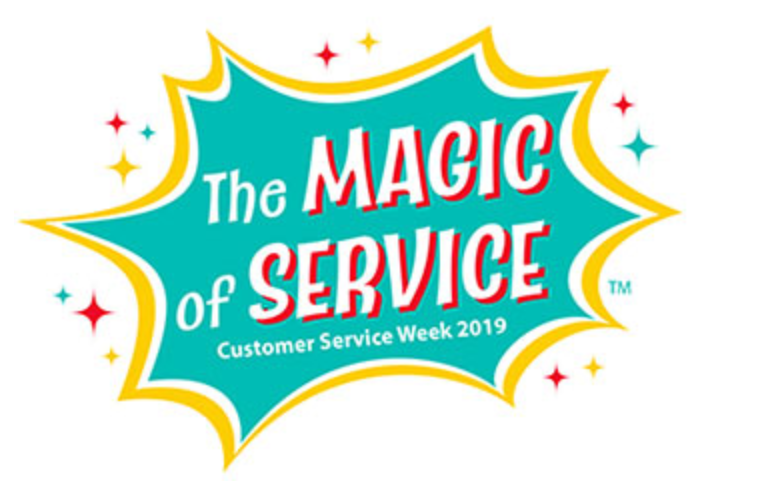 The MAGIC
of SERVICE
Customer Service Week 2019
TM